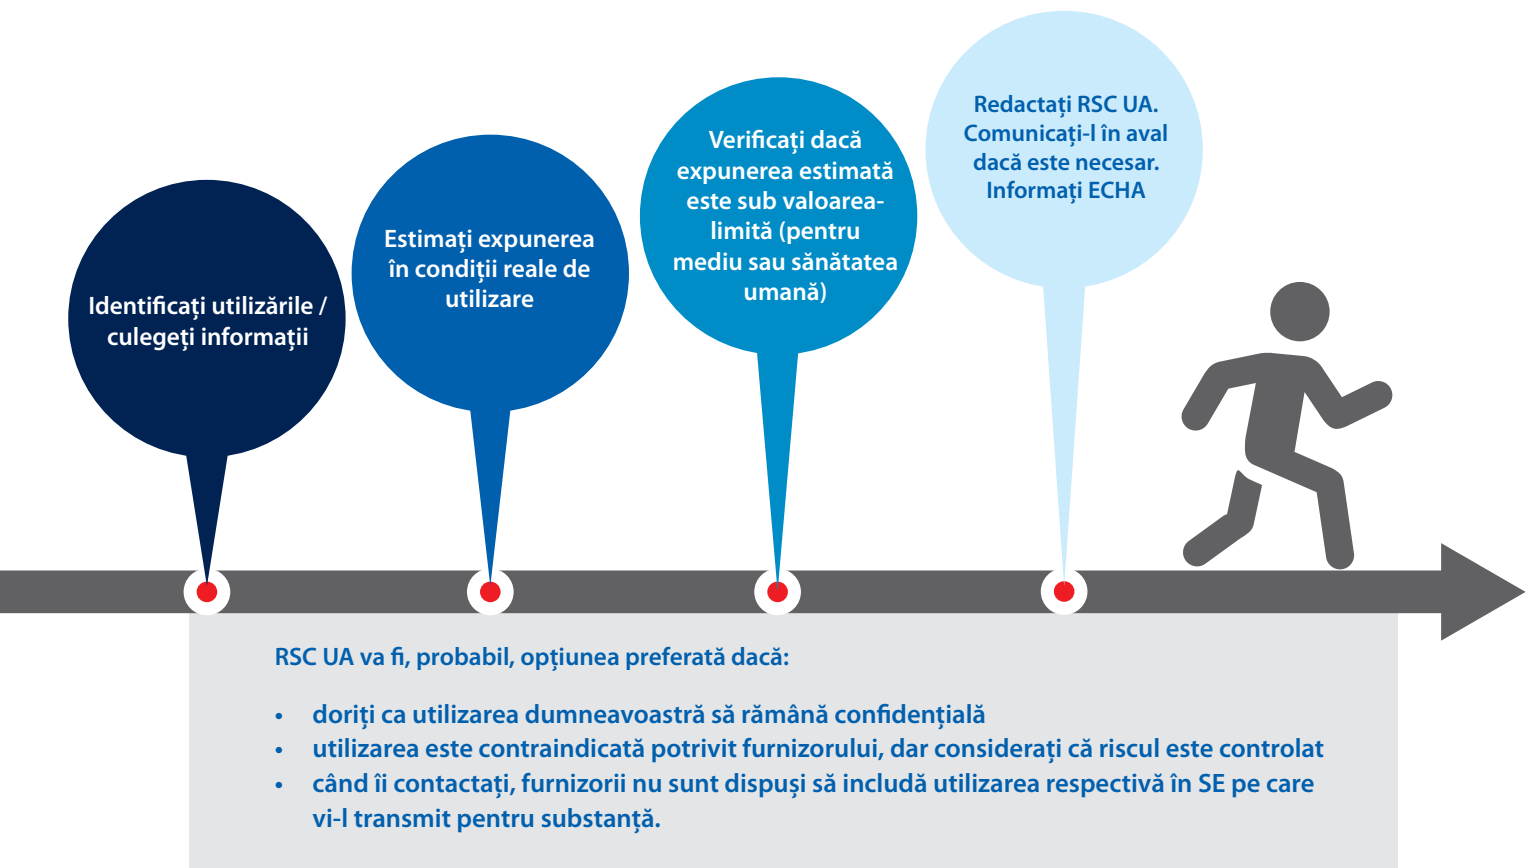 Identificați utilizările /
culegeți informații
Estimați expunerea
în condiții reale de
utilizare
Verificați dacă
expunerea estimată
este sub valoarea-
limită (pentru
mediu sau sănătatea
umană)
Redactați RSC UA.
Comunicați-l în aval
dacă este necesar.
Informați ECHA
RSC UA va fi, probabil, opțiunea preferată dacă:
• doriți ca utilizarea dumneavoastră să rămână confidențială
• utilizarea este contraindicată potrivit furnizorului, dar considerați că riscul este controlat
• când îi contactați, furnizorii nu sunt dispuși să includă utilizarea respectivă în SE pe care
vi-l transmit pentru substanță.